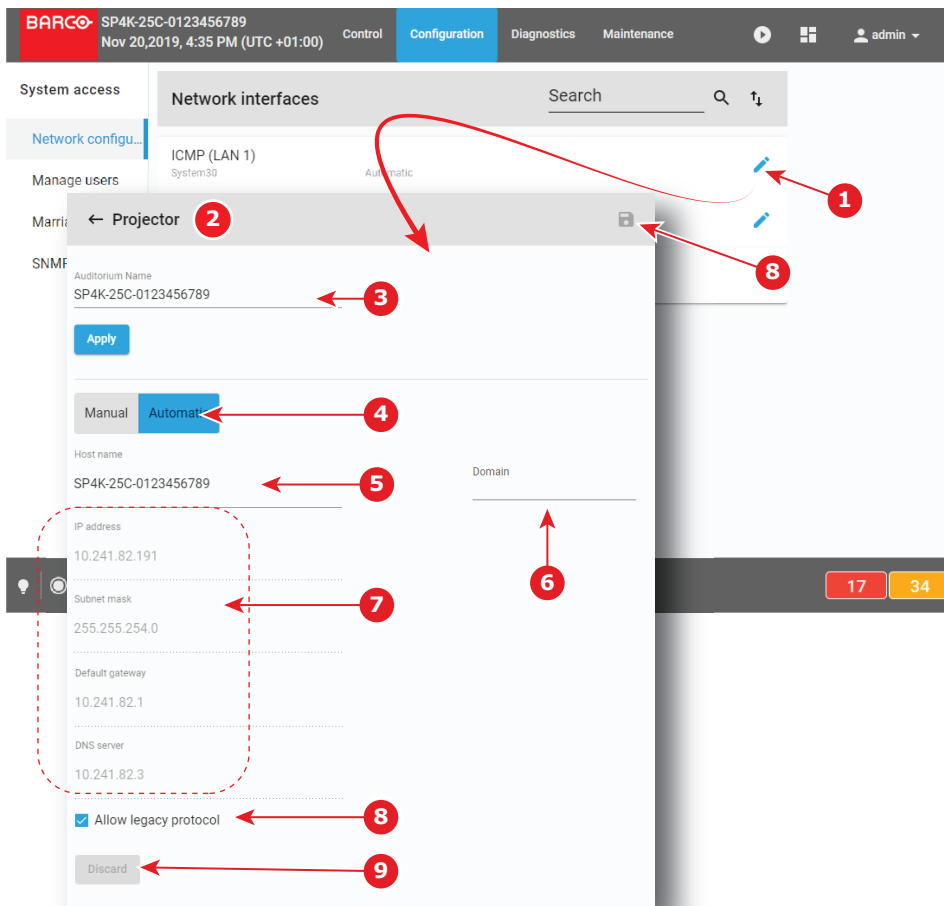 BARCO SP4K-25C-0123456789
Nov 20,2019, 4:35 PM (UTC +01:00)
Control Configuration Diagnostics Maintenance admin
System access
Network interfaces Search
Network configu...
ICMP (LAN 1)
System30 Automatic
Manage users
1
Marria
← Projector 2
8
SNMP
Auditorium Name
SP4K-25C-0123456789 3
Apply
Manual Automatic 4
Host name
SP4K-25C-0123456789 5
Domain
6
IP address
10.241.82.191
17 34
Subnet mask 7
255.255.254.0
Default gateway
10.241.82.1
DNS server
10.241.82.3
Allow legacy protocol 8
Discard 9